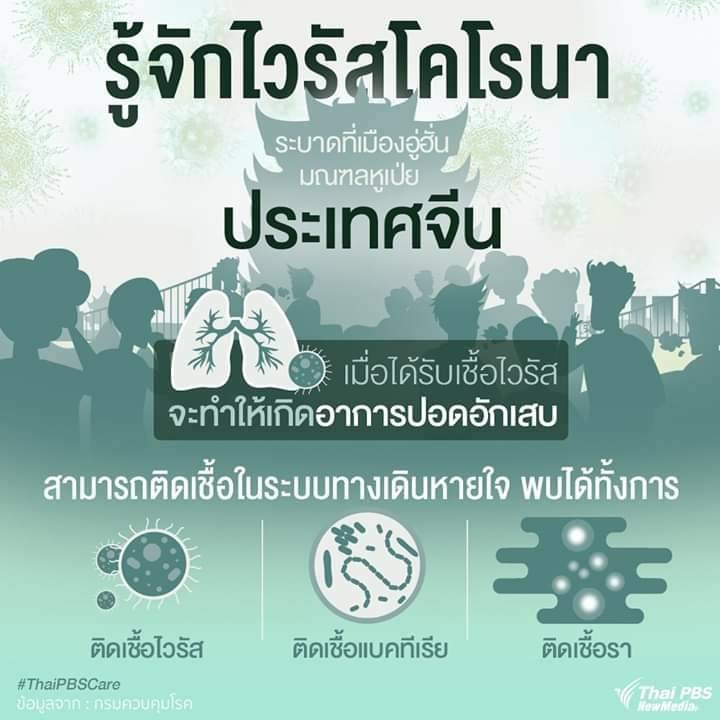 รู้จักไวรัสโคโรนา
ระบาดที่เมืองอู่ฮั่น
มณฑลหูเป่ย
ประเทศจีน
เมื่อได้รับเชื้อไวรัส
จะทำให้เกิดอาการปอดอักเสบ
สามารถติดเชื้อในระบบทางเดินหายใจ พบได้ทั้งการ
ติดเชื้อไวรัส
ติดเชื้อแบคทีเรีย
ติดเชื้อรา
#ThaiPBSCare
ข้อมูลจาก : กรมควบคุมโรค
Thai PBS
NewMedia